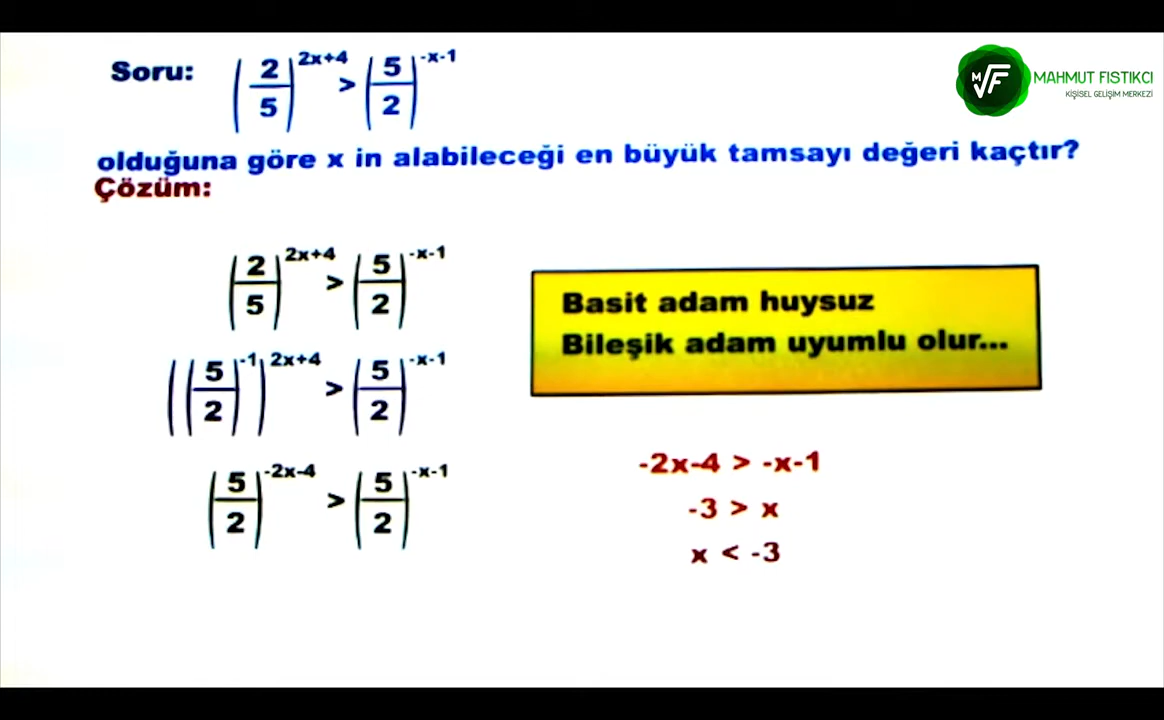 Soru: (2/5)^2x+4 > (5/2)^-x-1
MAHMUT FISTIKCI
KİŞİSEL GELİŞİM MERKEZİ
olduğuna göre x in alabileceği en büyük tamsayı değeri kaçtır?
Çözüm:
(2/5)^2x+4 > (5/2)^-x-1
((5/2)^-1)^2x+4 > (5/2)^-x-1
(5/2)^-2x-4 > (5/2)^-x-1
Basit adam huysuz
Bileşik adam uyumlu olur...
-2x-4 > -x-1
-3 > x
x < -3